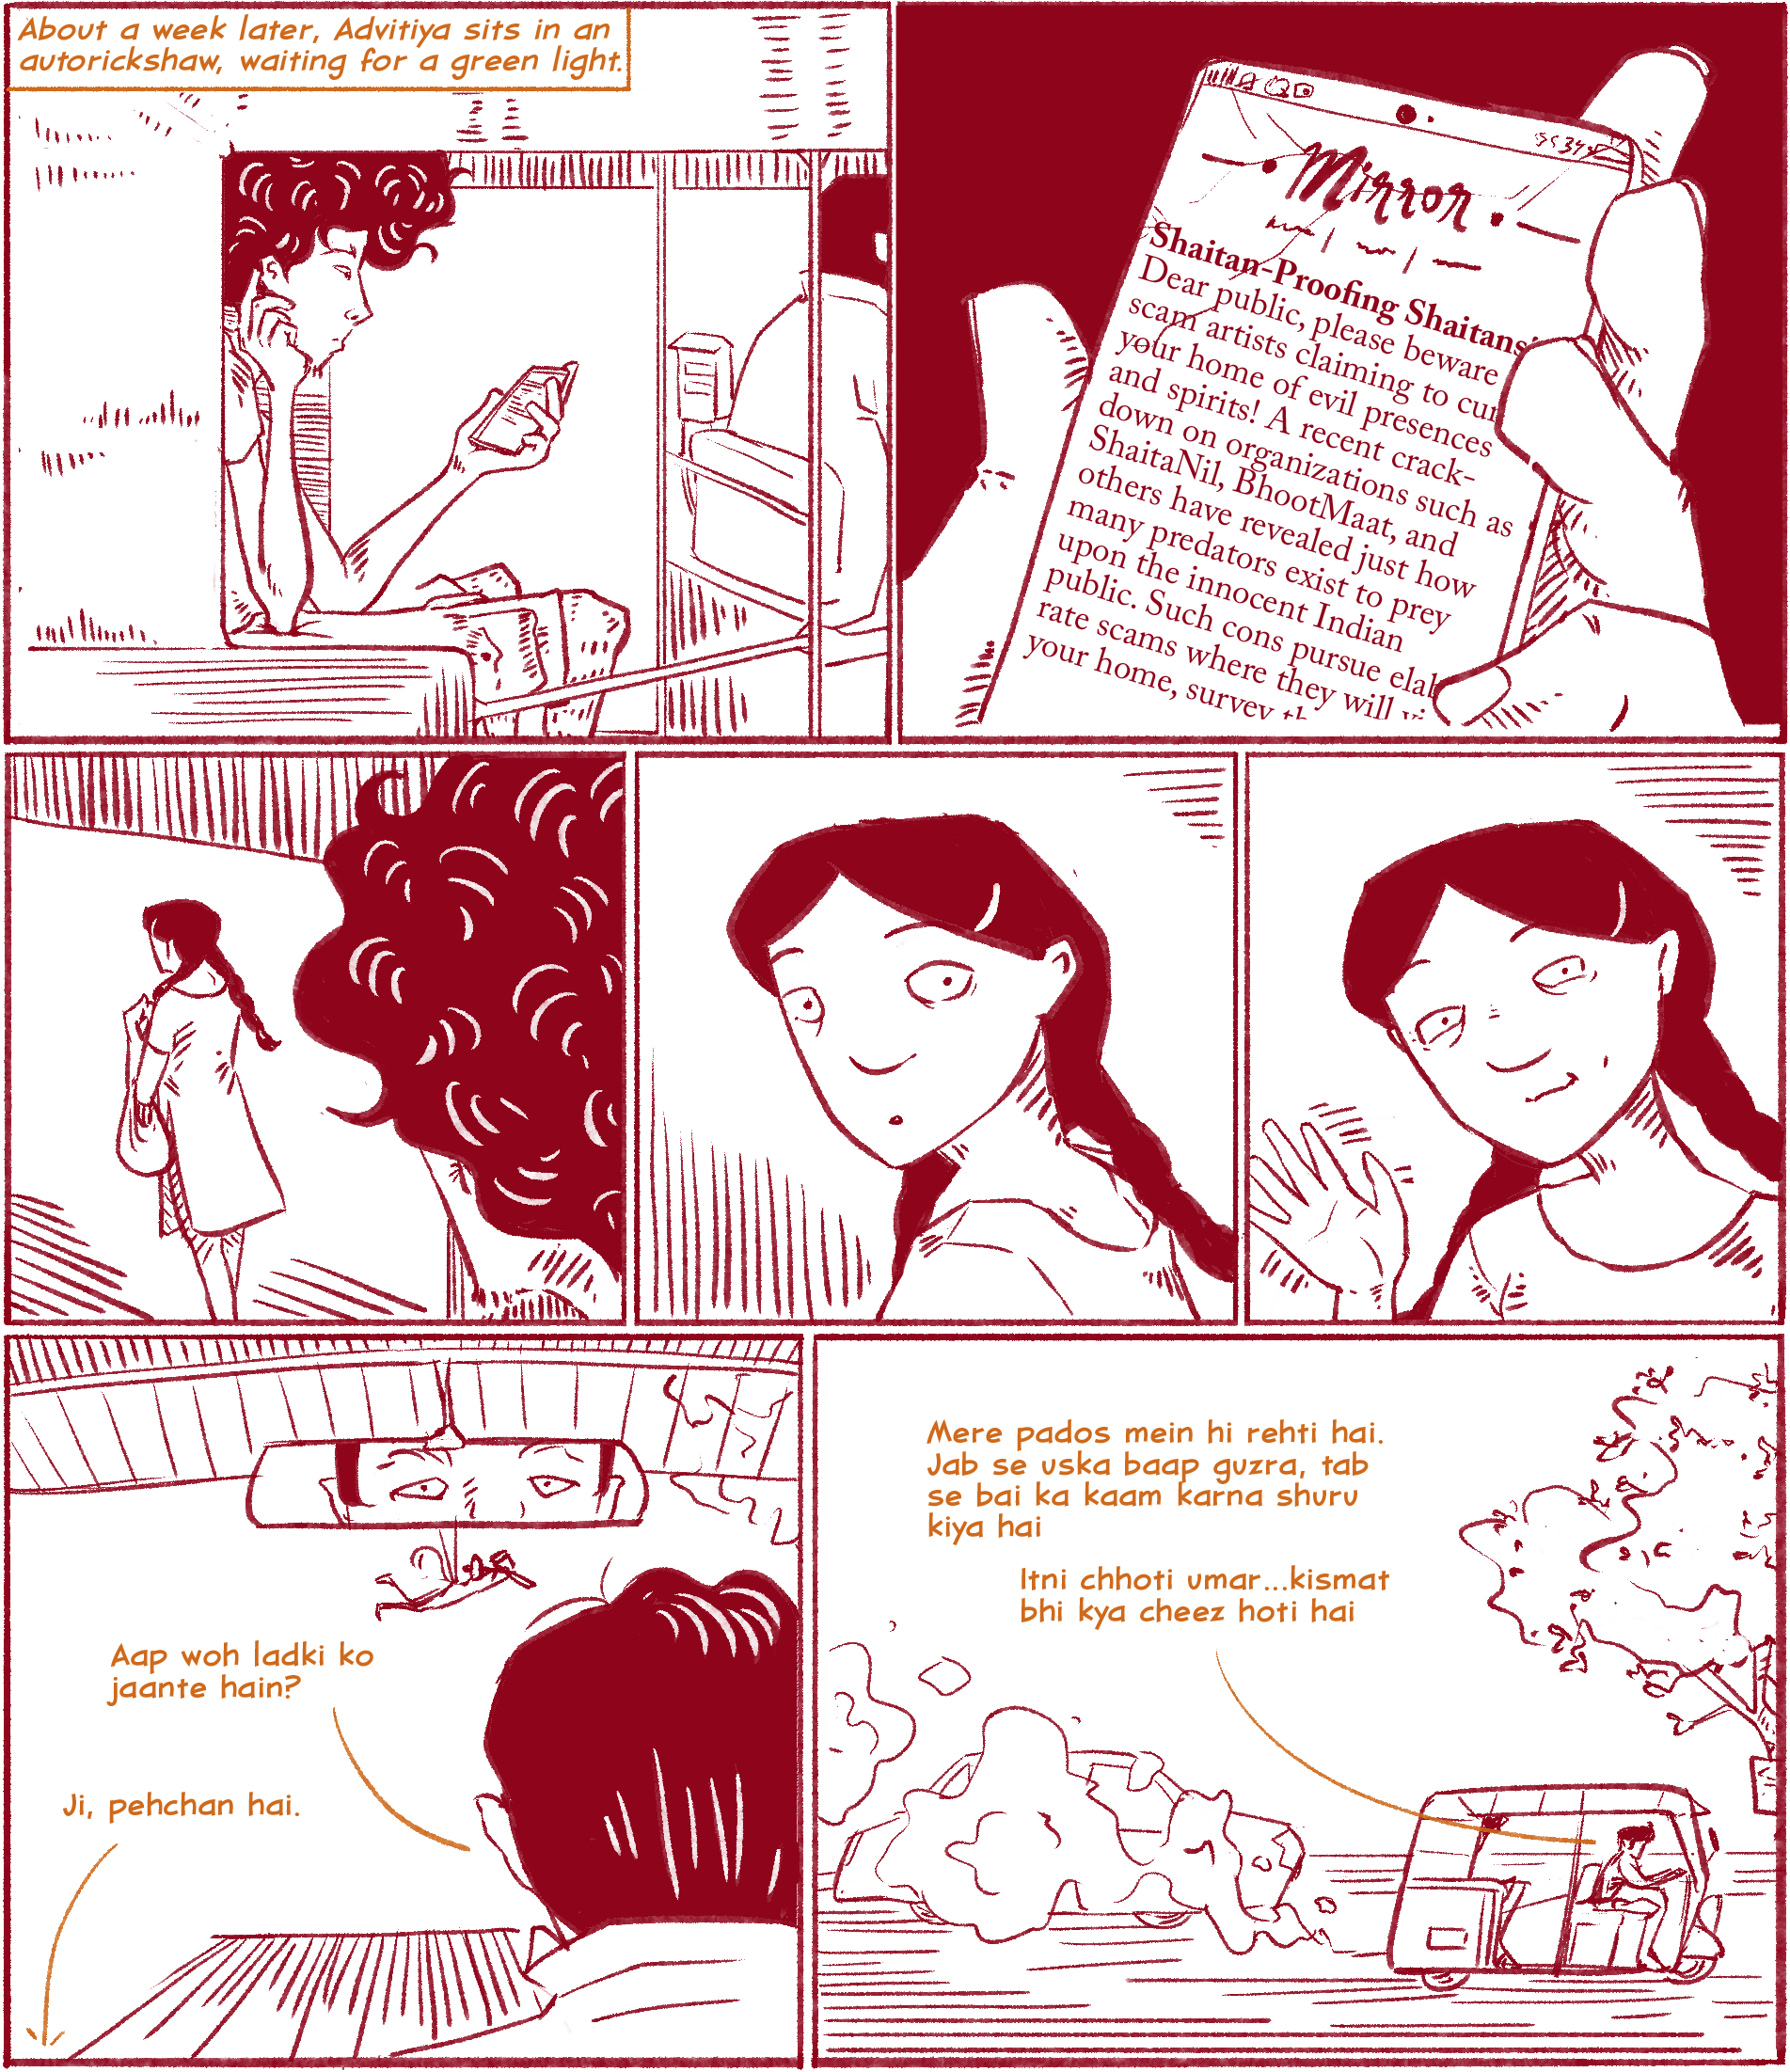 About a week later, Advitiya sits in an
autorickshaw, waiting for a green light.
Mirror
Shaitan-Proofing Shaitans
Dear public, please beware
scam artists claiming to cur
your home of evil presences
and spirits! A recent crack-
down on organizations such as
ShaitaNil, BhootMaat, and
others have revealed just how
many predators exist to prey
upon the innocent Indian
public. Such cons pursue elab
rate scams where they will vi
your home, survey th
Aap woh ladki ko
jaante hain?
Ji, pehchan hai.
Mere pados mein hi rehti hai.
Jab se uska baap guzra, tab
se bai ka kaam karna shuru
kiya hai
Itni chhoti umar...kismat
bhi kya cheez hoti hai